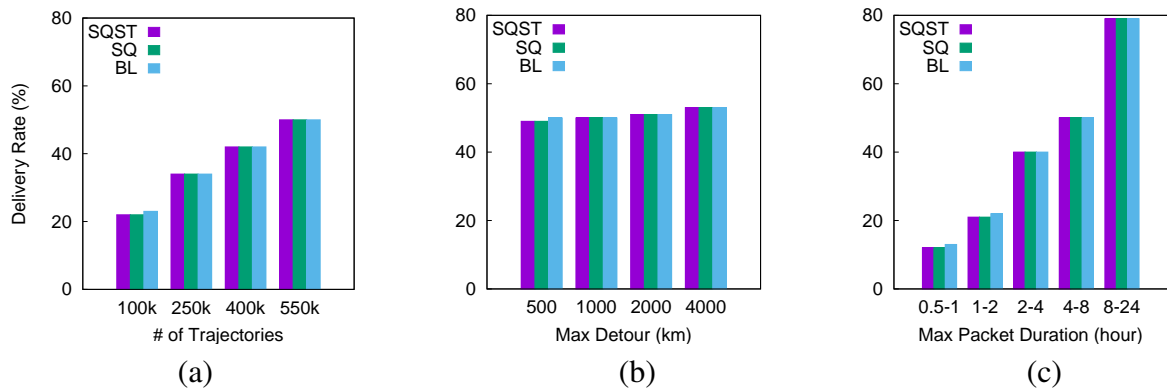 Delivery Rate (%)
80
60
40
20
0
SQST
SQ
BL
100k 250k 400k 550k
# of Trajectories
(a)
80
60
40
20
0
SQST
SQ
BL
500 1000 2000 4000
Max Detour (km)
(b)
80
60
40
20
0
SQST
SQ
BL
0.5-1 1-2 2-4 4-8 8-24
Max Packet Duration (hour)
(c)